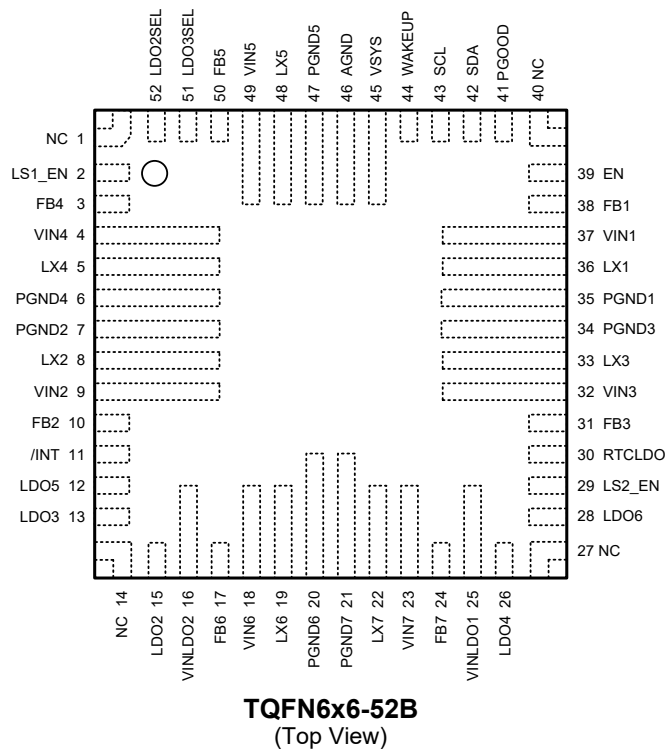 52 LDO2SEL
51 LDO3SEL
50 FB5
49 VIN5
48 LX5
47 PGND5
46 AGND
45 VSYS
44 WAKEUP
43 SCL
42 SDA
41 PGOOD
40 NC
NC 1
LS1_EN 2
FB4 3
VIN4 4
LX4 5
PGND4 6
PGND2 7
LX2 8
VIN2 9
FB2 10
/INT 11
LDO5 12
LDO3 13
39 EN
38 FB1
37 VIN1
36 LX1
35 PGND1
34 PGND3
33 LX3
32 VIN3
31 FB3
30 RTCLDO
29 LS2_EN
28 LDO6
27 NC
NC 14
LDO2 15
VINLDO2 16
FB6 17
VIN6 18
LX6 19
PGND6 20
PGND7 21
LX7 22
VIN7 23
FB7 24
VINLDO1 25
LDO4 26
TQFN6x6-52B
(Top View)